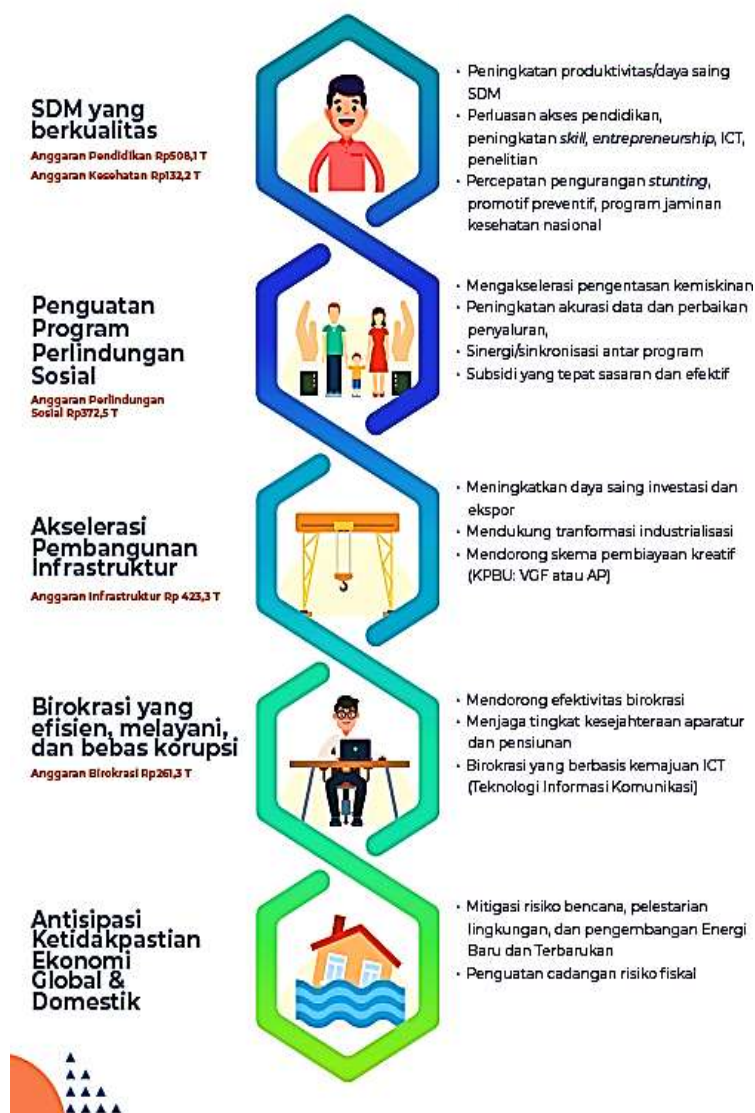 SDM yang
berkualitas
Anggaran Pendidikan Rp508,1 T
Anggaran Kesehatan Rp132,2 T
• Peningkatan produktivitas/daya saing
SDM
• Perluasan akses pendidikan,
peningkatan skill, entrepreneurship, ICT,
penelitian
• Percepatan pengurangan stunting,
promotif preventif, program jaminan
kesehatan nasional
Penguatan
Program
Perlindungan
Sosial
Anggaran Perlindungan
Sosial Rp372,5 T
• Mengakselerasi pengentasan kemiskinan
• Peningkatan akurasi data dan perbaikan
penyaluran,
• Sinergi/sinkronisasi antar program
• Subsidi yang tepat sasaran dan efektif
Akselerasi
Pembangunan
Infrastruktur
Anggaran Infrastruktur Rp 423,3 T
• Meningkatkan daya saing investasi dan
ekspor
• Mendukung tranformasi industrialisasi
• Mendorong skema pembiayaan kreatif
(KPBU: VGF atau AP)
Birokrasi yang
efisien, melayani,
dan bebas korupsi
Anggaran Birokrasi Rp261,3 T
• Mendorong efektivitas birokrasi
• Menjaga tingkat kesejahteraan aparatur
dan pensiunan
• Birokrasi yang berbasis kemajuan ICT
(Teknologi Informasi Komunikasi)
Antisipasi
Ketidakpastian
Ekonomi
Global &
Domestik
• Mitigasi risiko bencana, pelestarian
lingkungan, dan pengembangan Energi
Baru dan Terbarukan
• Penguatan cadangan risiko fiskal